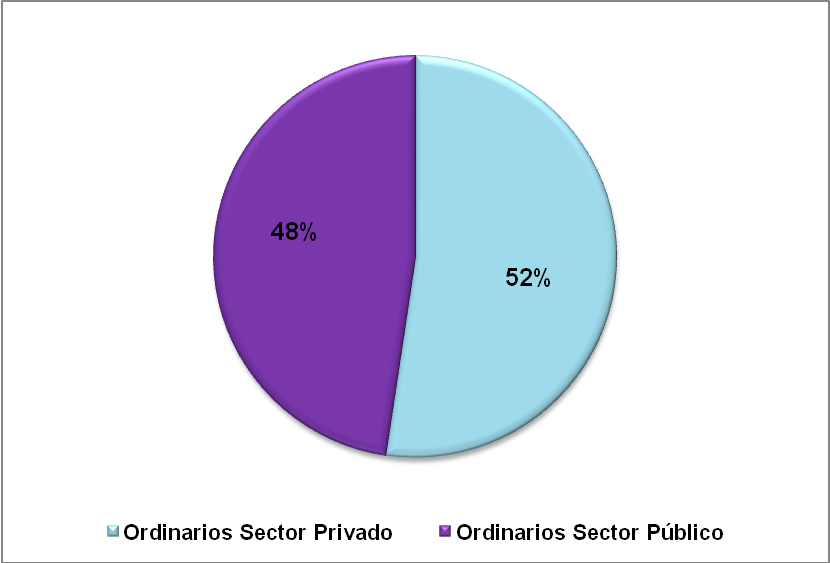 48%
52%
Ordinarios Sector Privado
Ordinarios Sector Público